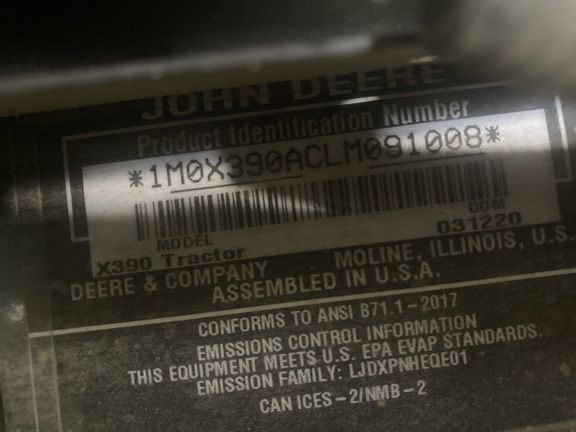 JOHN DEERE
Product Identification Number
*1M0X390ACLM091008*
MODEL
DOM
X390 Tractor
031220
DEERE & COMPANY MOLINE, ILLINOIS, U.S.
ASSEMBLED IN U.S.A.
CONFORMS TO ANSI B71.1-2017
EMISSIONS CONTROL INFORMATION
THIS EQUIPMENT MEETS U.S. EPA EVAP STANDARDS.
EMISSION FAMILY: LJDXPNHEQE01
CAN ICES-2/NMB-2